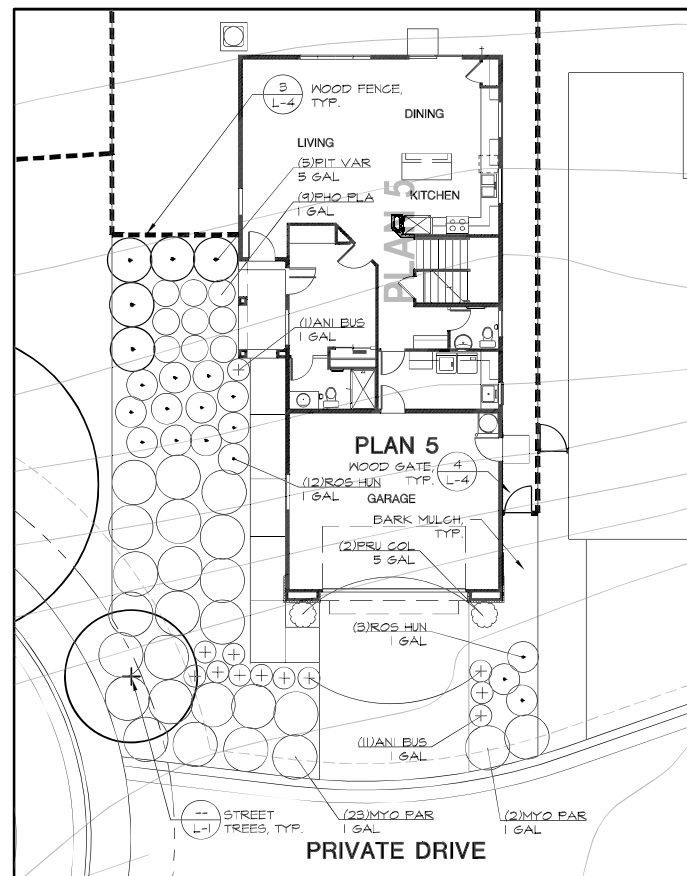 3
L-4
WOOD FENCE,
TYP.
DINING
LIVING
(5)PIT VAR
5 GAL
(9)PHO PLA
1 GAL
KITCHEN
PLAN 5
(1)ANI BUS
1 GAL
PLAN 5
WOOD GATE,
TYP.
4
L-4
(12)ROS HUN
1 GAL
GARAGE
BARK MULCH,
TYP.
(2)PRU COL
5 GAL
(3)ROS HUN
1 GAL
(11)ANI BUS
1 GAL
--
L-1
STREET
TREES, TYP.
(23)MYO PAR
1 GAL
(2)MYO PAR
1 GAL
PRIVATE DRIVE